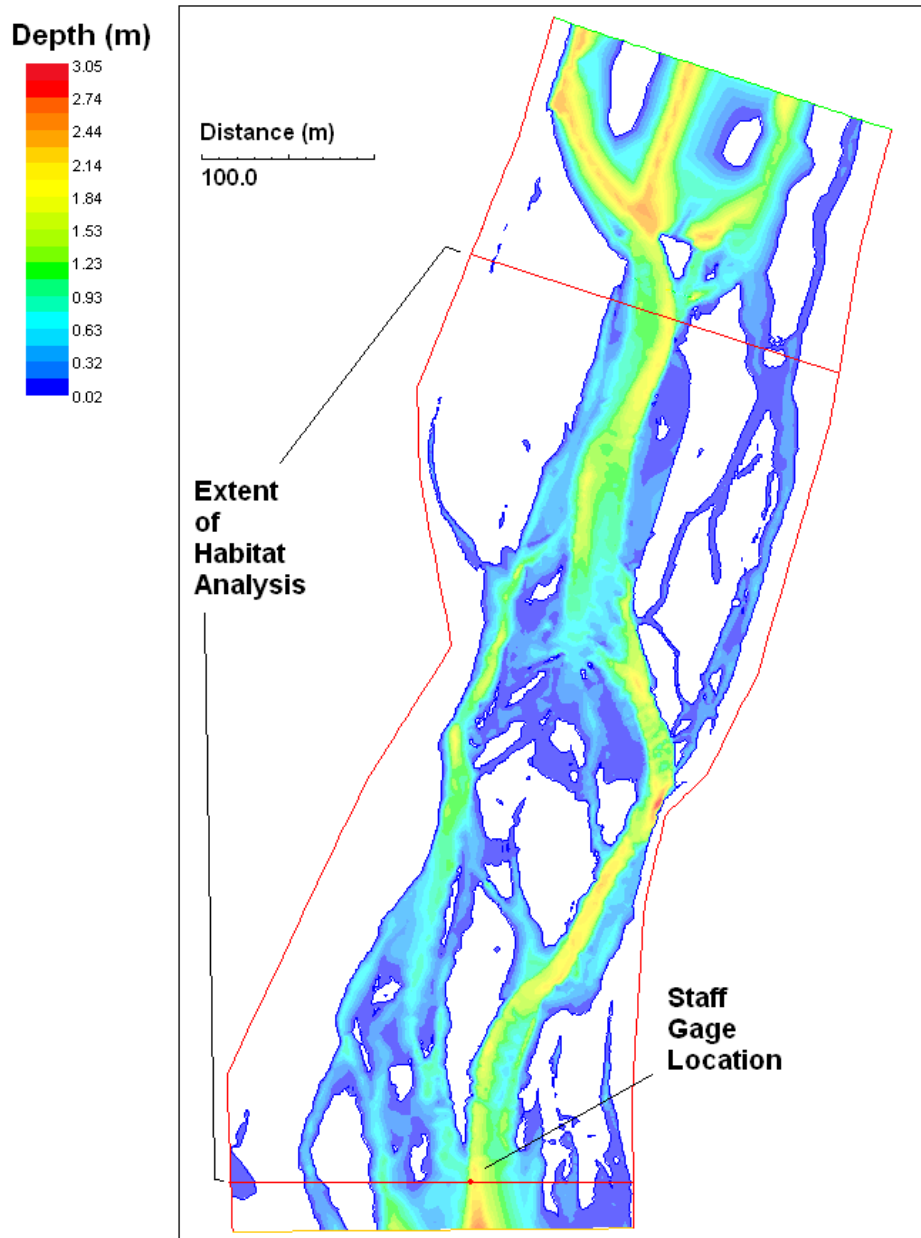 Depth (m)
3.05
2.74
2.44
2.14
1.84
1.53
1.23
0.93
0.63
0.32
0.02
Distance (m)
100.0
Extent
of
Habitat
Analysis
Staff
Gage
Location